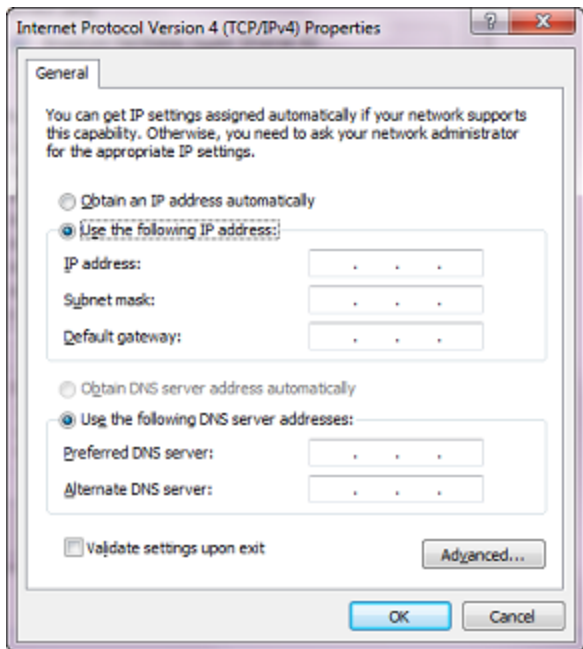 Internet Protocol Version 4 (TCP/IPv4) Properties
General
You can get IP settings assigned automatically if your network supports
this capability. Otherwise, you need to ask your network administrator
for the appropriate IP settings.
Obtain an IP address automatically
Use the following IP address:
IP address:
Subnet mask:
Default gateway:
Obtain DNS server address automatically
Use the following DNS server addresses:
Preferred DNS server:
Alternate DNS server:
Validate settings upon exit
Advanced...
OK
Cancel